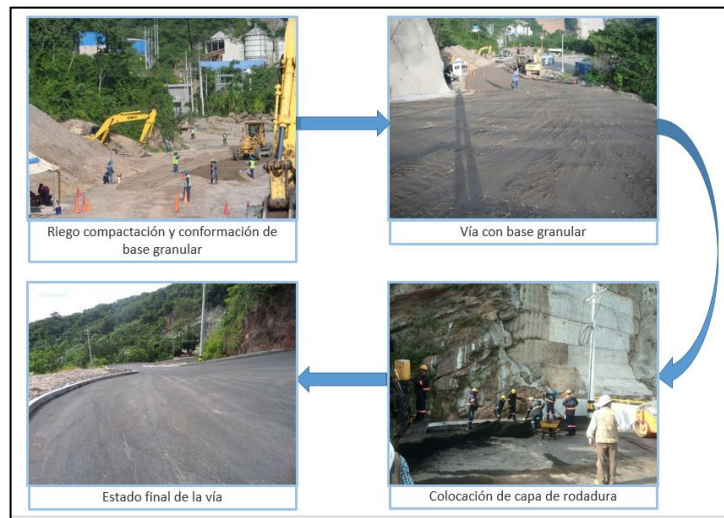 Riego compactación y conformación de
base granular
Vía con base granular
Colocación de capa de rodadura
Estado final de la vía